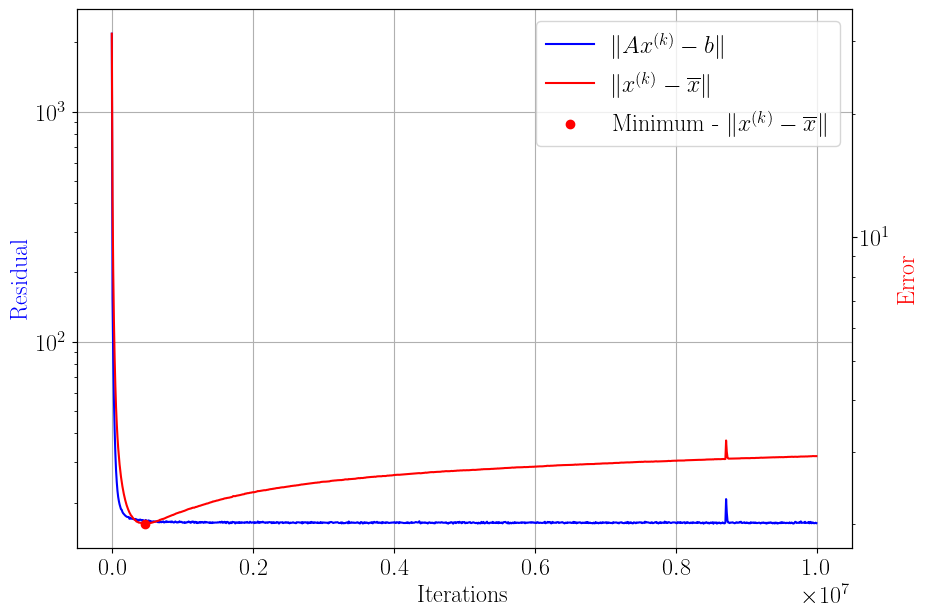 ‖Ax^(k) − b‖
‖x^(k) − x̅‖
Minimum - ‖x^(k) − x̅‖
10^3
10^2
Residual
10^1
Error
0.0 0.2 0.4 0.6 0.8 1.0
×10^7
Iterations